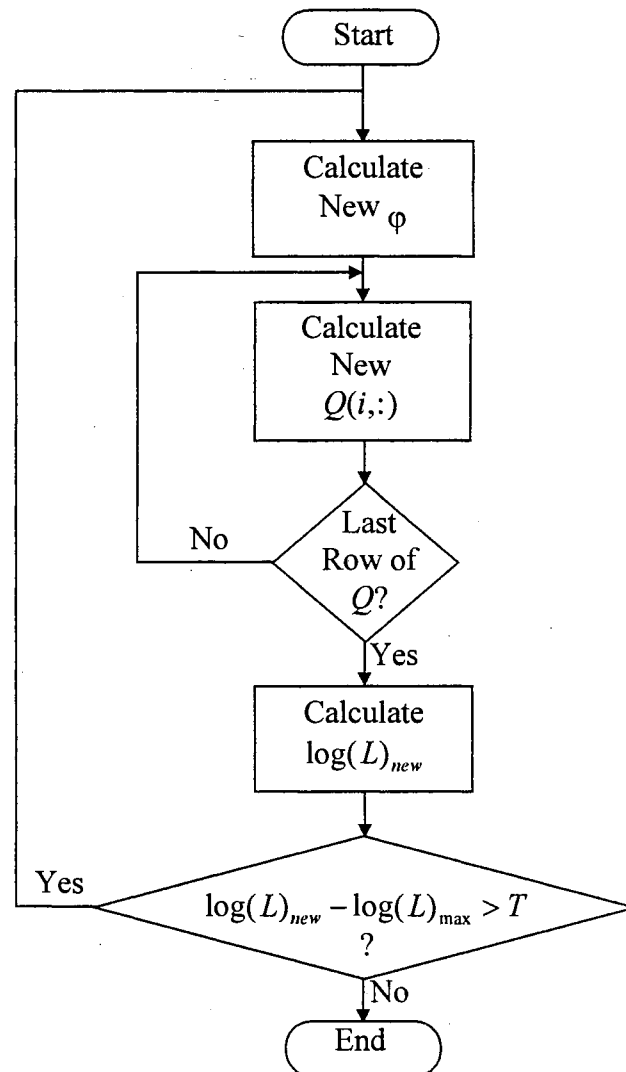 Start
Calculate
New φ
Calculate
New
Q(i,:)
No
Last
Row of
Q?
Yes
Calculate
log(L)new
Yes
log(L)new − log(L)max > T
?
No
End